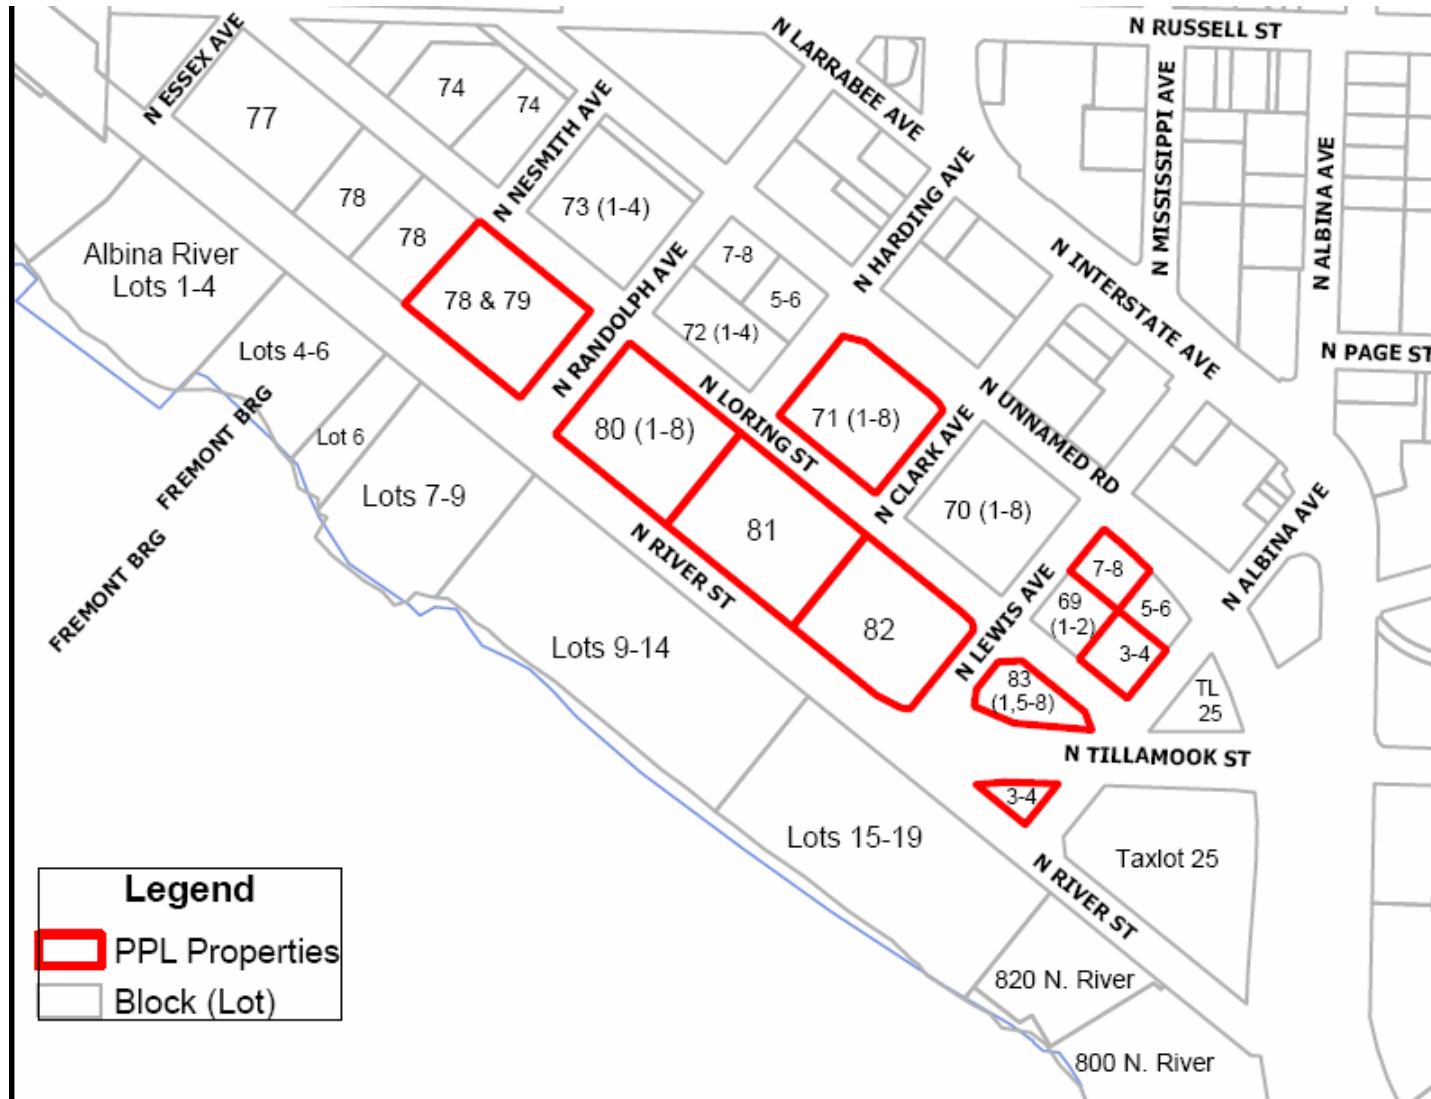 N RUSSELL ST
N ESSEX AVE
N LARRABEE AVE
N MISSISSIPPI AVE
N ALBINA AVE
77
74
74
N NESMITH AVE
78
73 (1-4)
N HARDING AVE
78
7-8
Albina River
Lots 1-4
N INTERSTATE AVE
78 & 79
N RANDOLPH AVE
5-6
72 (1-4)
Lots 4-6
N PAGE ST
N LORING ST
71 (1-8)
N UNNAMED RD
FREMONT BRG
Lot 6
80 (1-8)
N CLARK AVE
Lots 7-9
81
70 (1-8)
N RIVER ST
N ALBINA AVE
FREMONT BRG
7-8
N LEWIS AVE
69
(1-2)
5-6
82
3-4
Lots 9-14
83
(1,5-8)
TL
25
N TILLAMOOK ST
3-4
Lots 15-19
Taxlot 25
N RIVER ST
Legend
PPL Properties
Block (Lot)
820 N. River
800 N. River